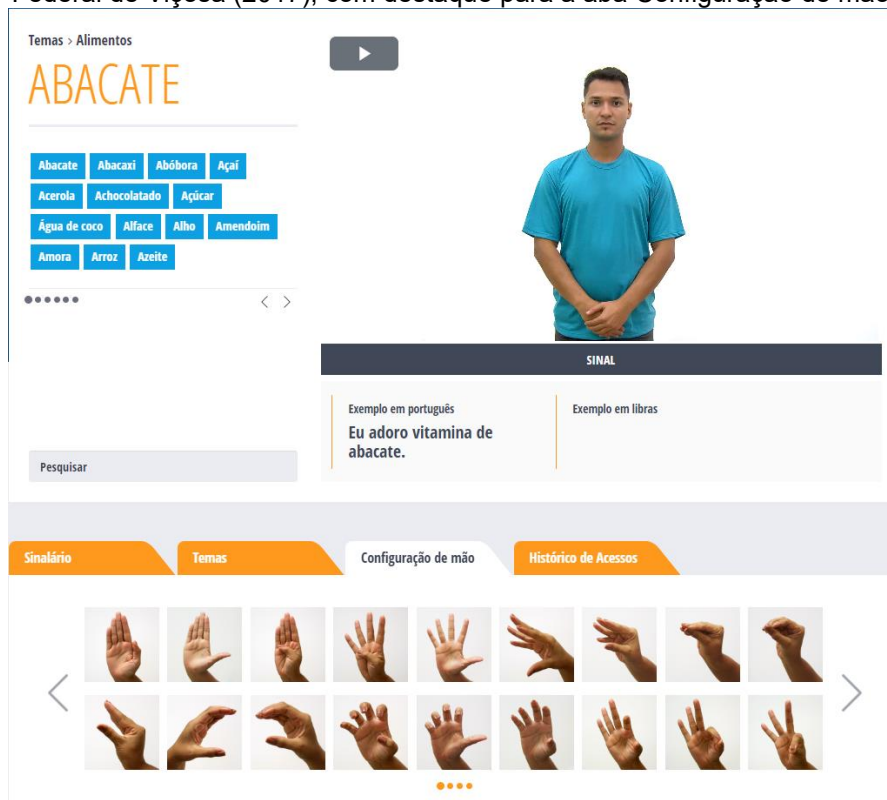 Federal de Viçosa (2017), com destaque para a aba Configuração de mão
Temas > Alimentos
ABACATE
Abacate Abacaxi Abóbora Açaí
Acerola Achocolatado Açúcar
Água de coco Alface Alho Amendoim
Amora Arroz Azeite
Pesquisar
SINAL
Exemplo em português
Eu adoro vitamina de
abacate.
Exemplo em libras
Sinalário Temas Configuração de mão Histórico de Acessos